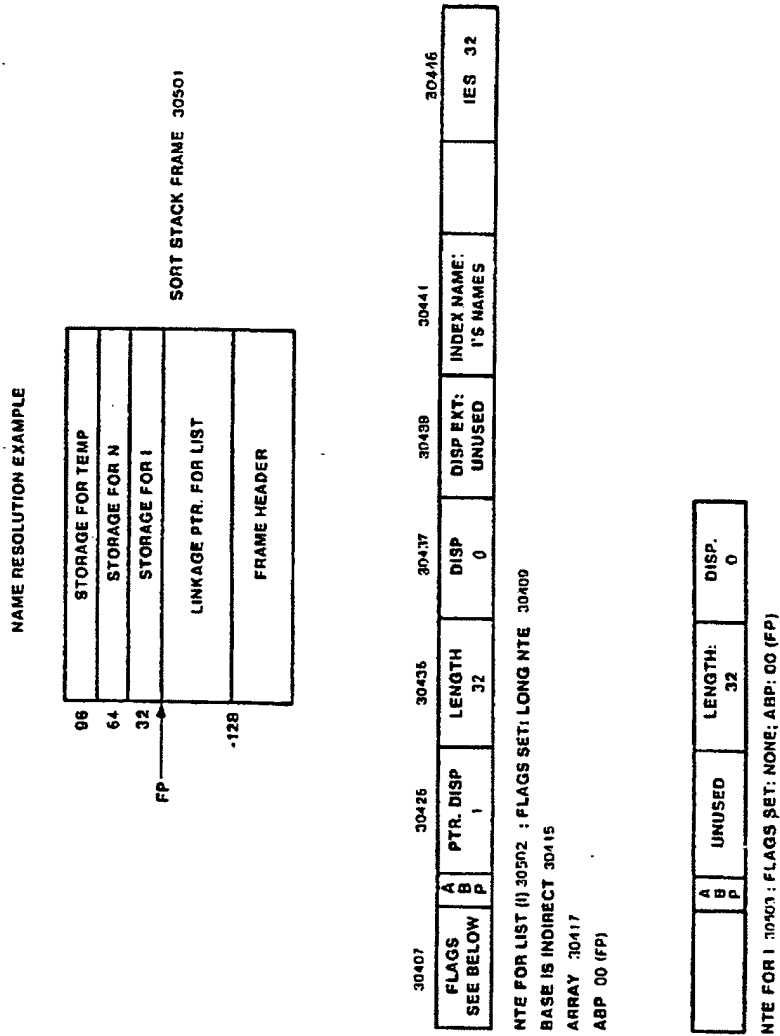 NAME RESOLUTION EXAMPLE
96
STORAGE FOR TEMP
64
STORAGE FOR N
32
STORAGE FOR I
FP
LINKAGE PTR. FOR LIST
-128
FRAME HEADER
SORT STACK FRAME 30501
30407
30425
30435
30437
30439
30441
30446
FLAGS
SEE BELOW
A
B
P
PTR. DISP
1
LENGTH
32
DISP
0
DISP EXT:
UNUSED
INDEX NAME:
I'S NAMES
IES 32
NTE FOR LIST (I) 30502 : FLAGS SET: LONG NTE 30409
BASE IS INDIRECT 30415
ARRAY 30417
ABP 00 (FP)
A
B
P
UNUSED
LENGTH:
32
DISP.
0
NTE FOR I 30503 : FLAGS SET: NONE; ABP: 00 (FP)